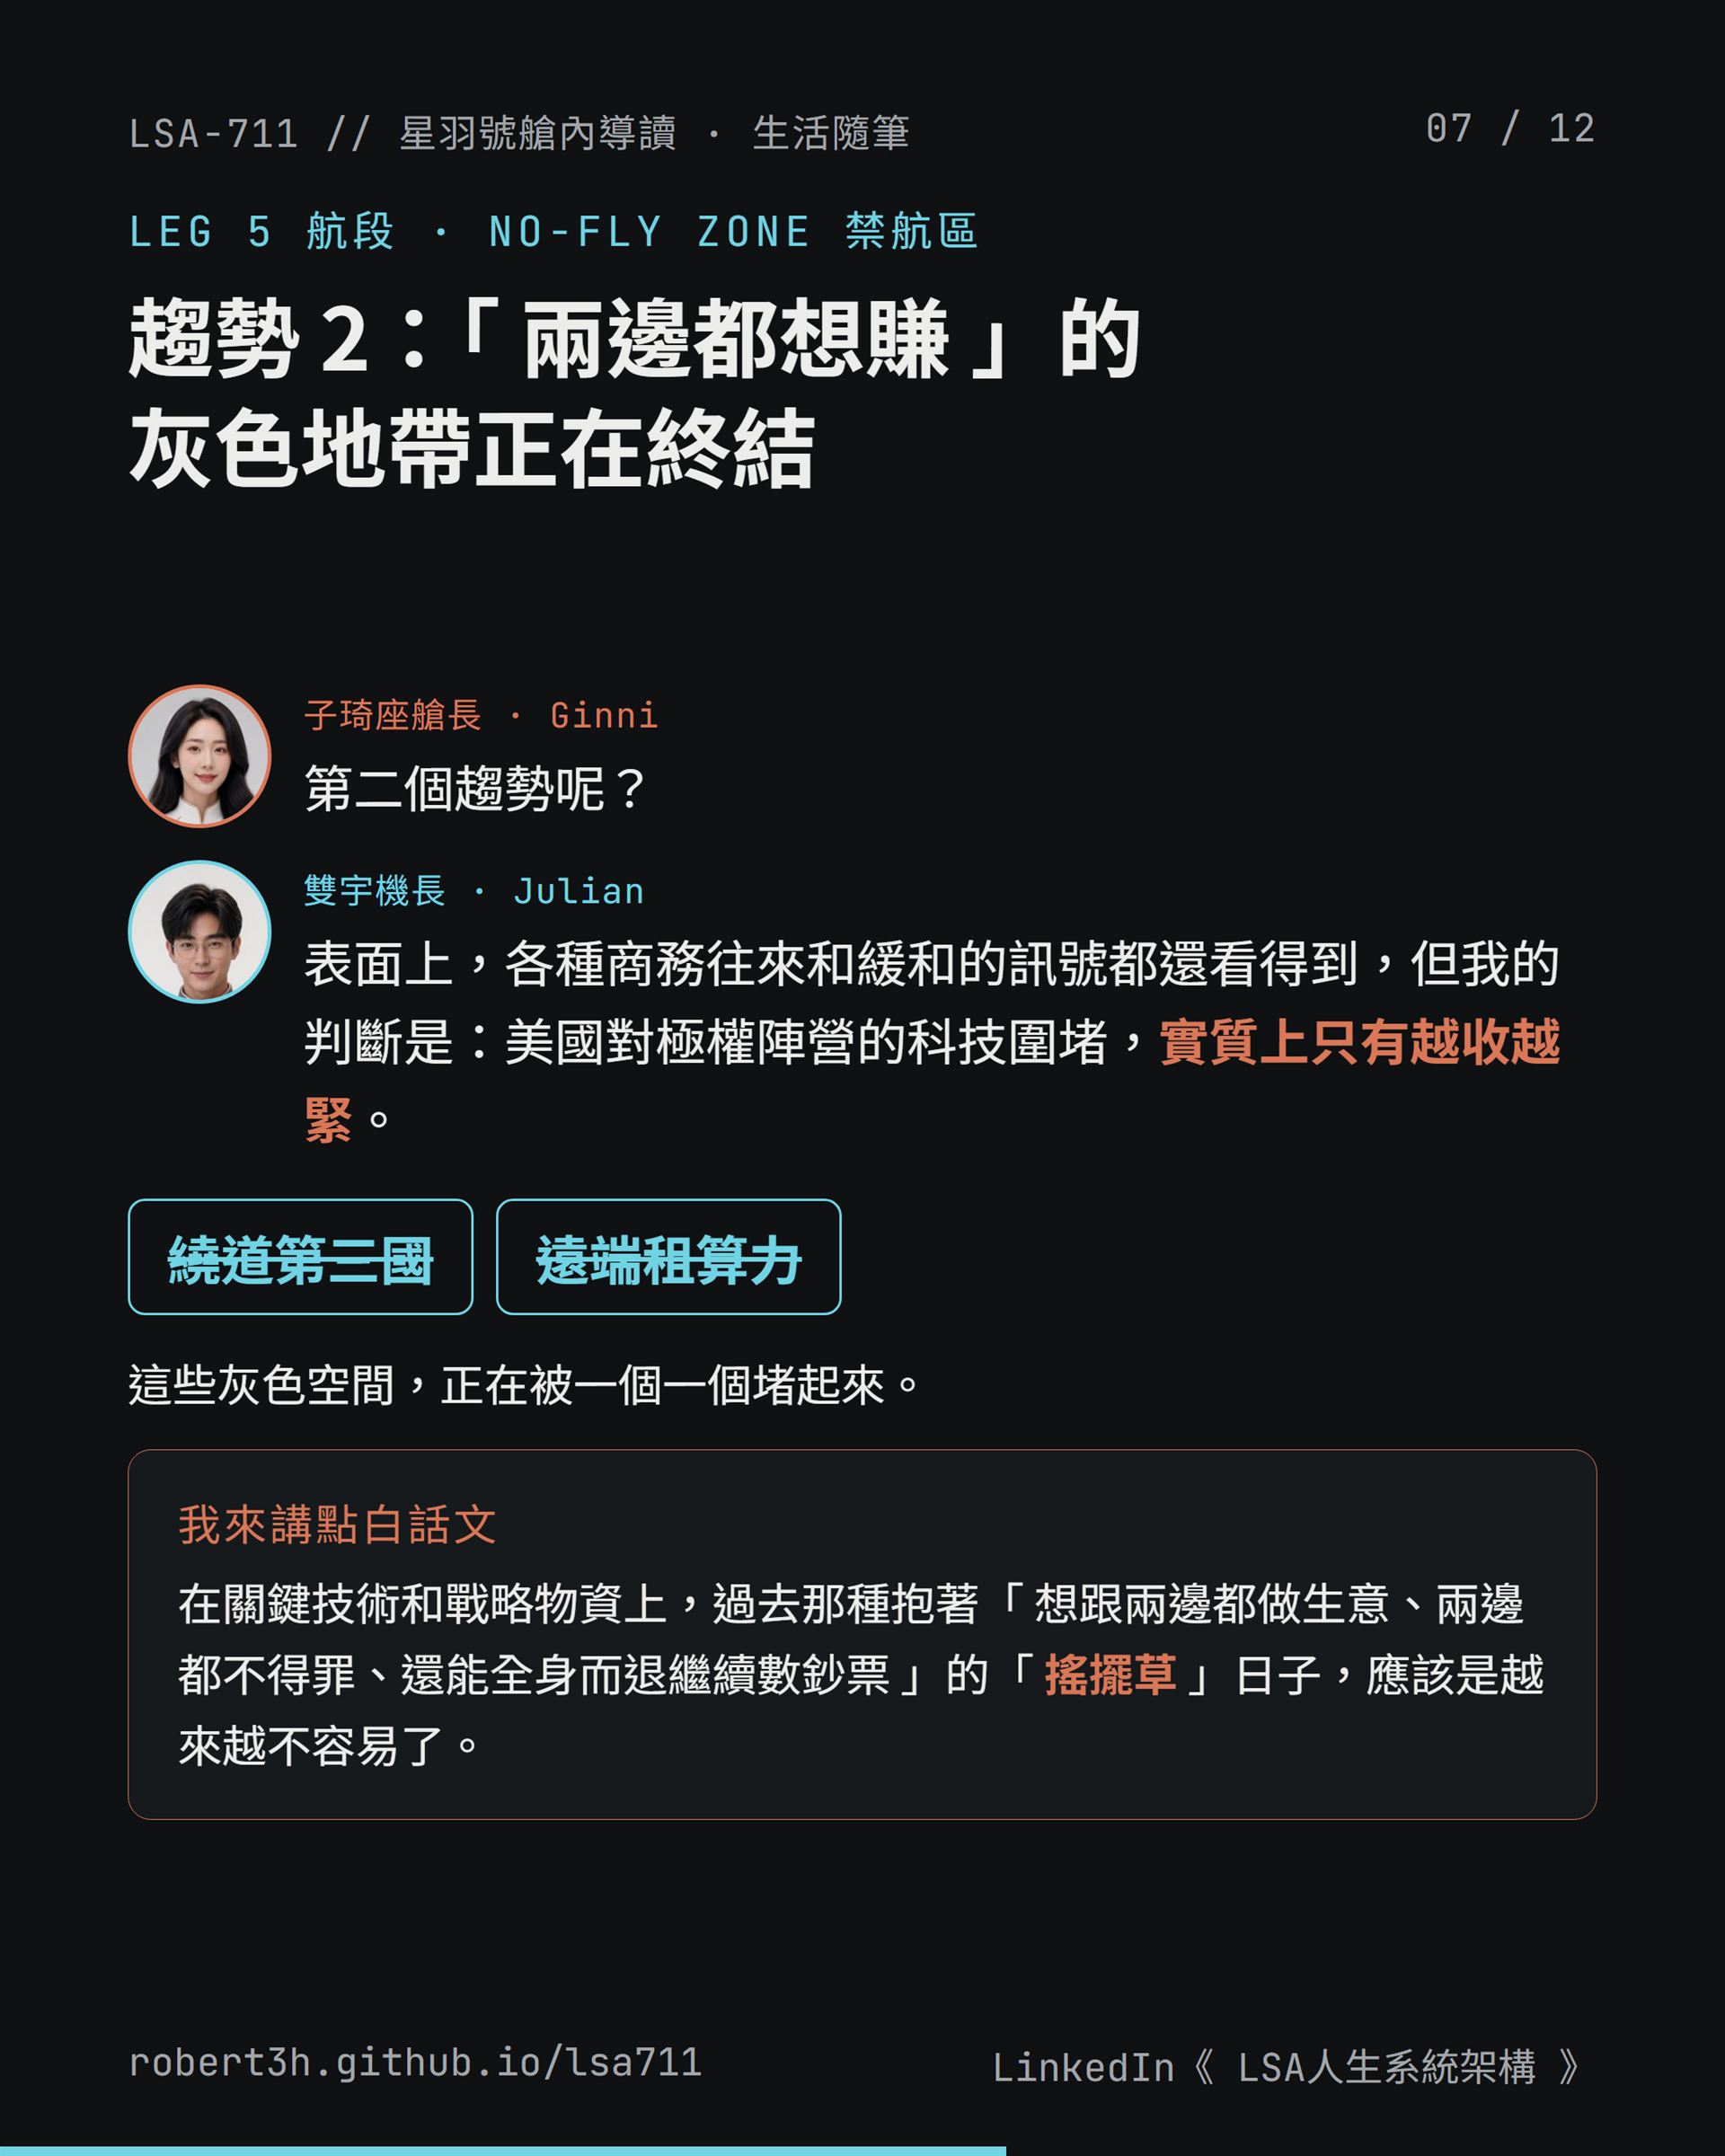 LSA-711 // 星羽號艙內導讀 · 生活隨筆
07 / 12
LEG 5 航段 · NO-FLY ZONE 禁航區
趨勢 2：「 兩邊都想賺 」的
灰色地帶正在終結
子琦座艙長 · Ginni
第二個趨勢呢？
雙宇機長 · Julian
表面上，各種商務往來和緩和的訊號都還看得到，但我的
判斷是：美國對極權陣營的科技圍堵，實質上只有越收越
緊。
繞道第三國
遠端租算力
這些灰色空間，正在被一個一個堵起來。
我來講點白話文
在關鍵技術和戰略物資上，過去那種抱著「 想跟兩邊都做生意、兩邊
都不得罪、還能全身而退繼續數鈔票 」的「 搖擺草 」日子，應該是越
來越不容易了。
robert3h.github.io/lsa711
LinkedIn《 LSA人生系統架構 》